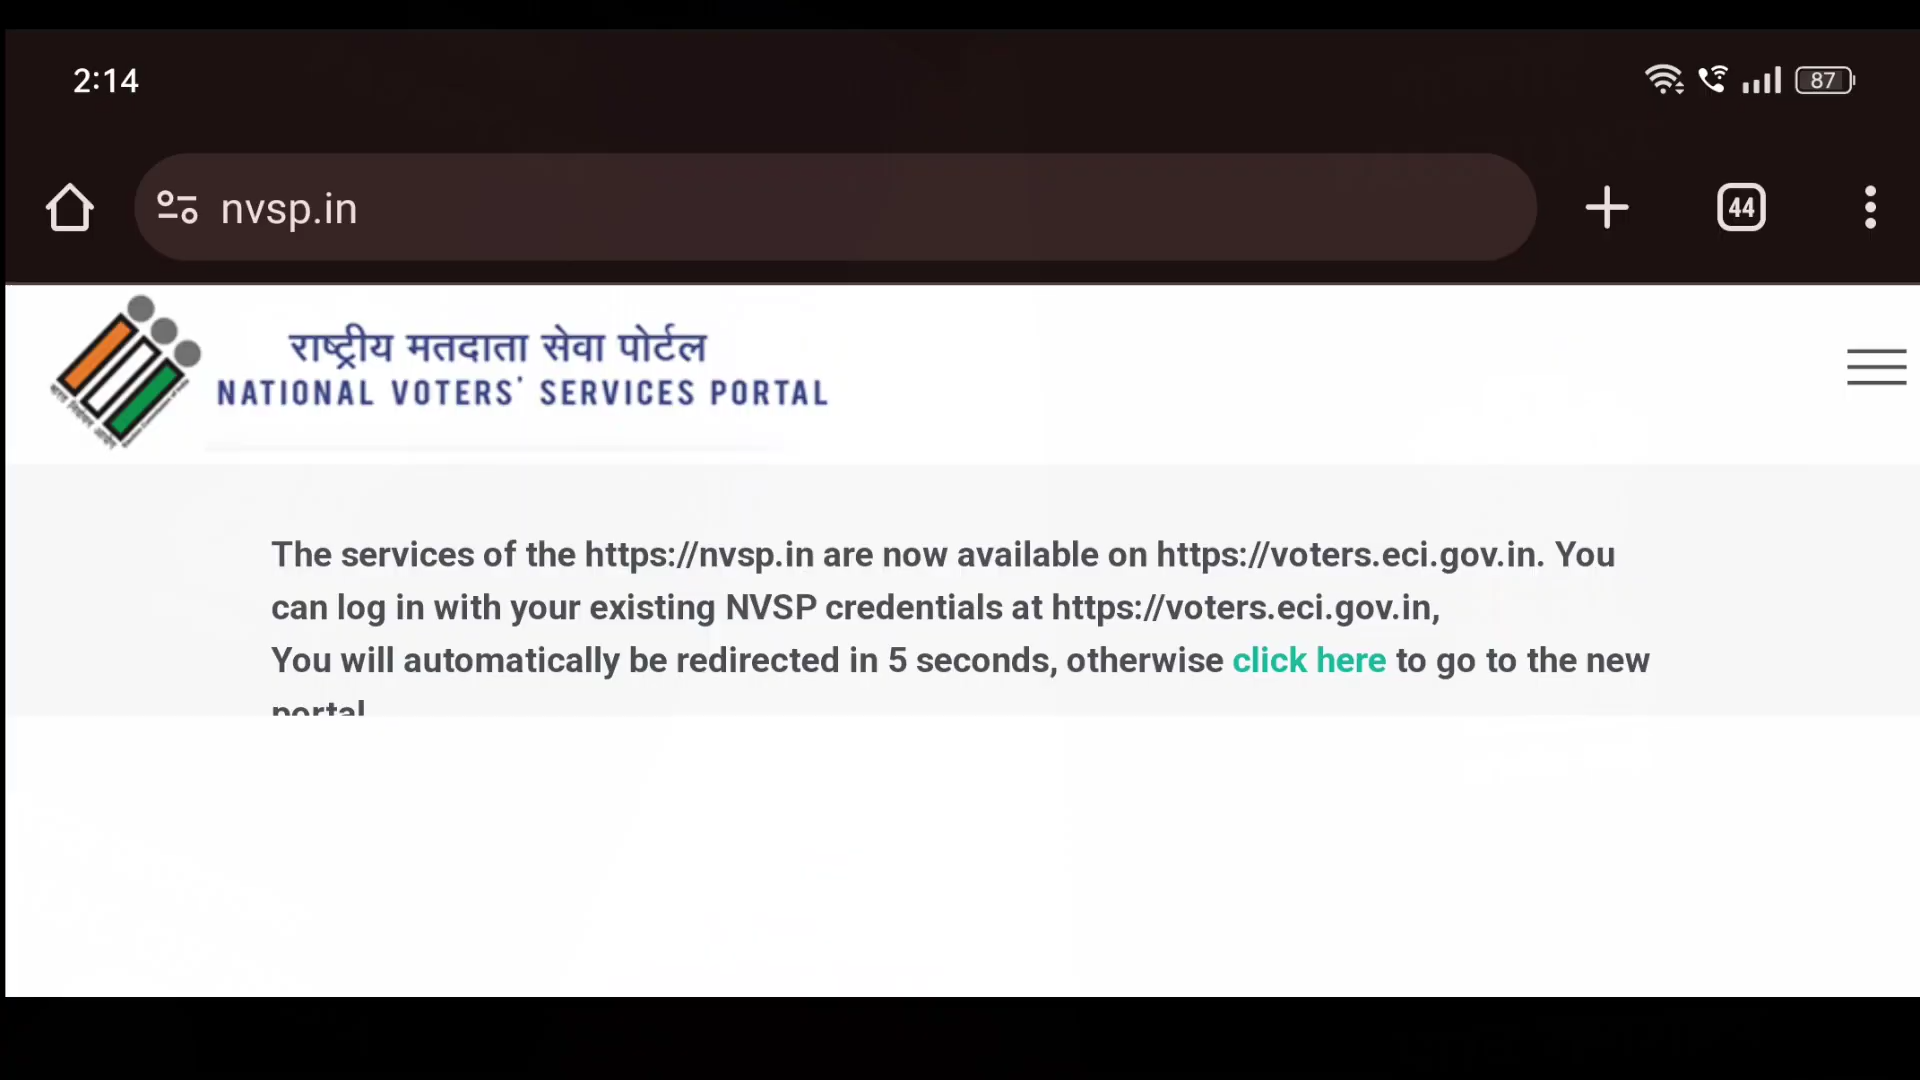 2:14
87
nvsp.in
44
राष्ट्रीय मतदाता सेवा पोर्टल
NATIONAL VOTERS' SERVICES PORTAL
The services of the https://nvsp.in are now available on https://voters.eci.gov.in. You
can log in with your existing NVSP credentials at https://voters.eci.gov.in,
You will automatically be redirected in 5 seconds, otherwise click here to go to the new
portal